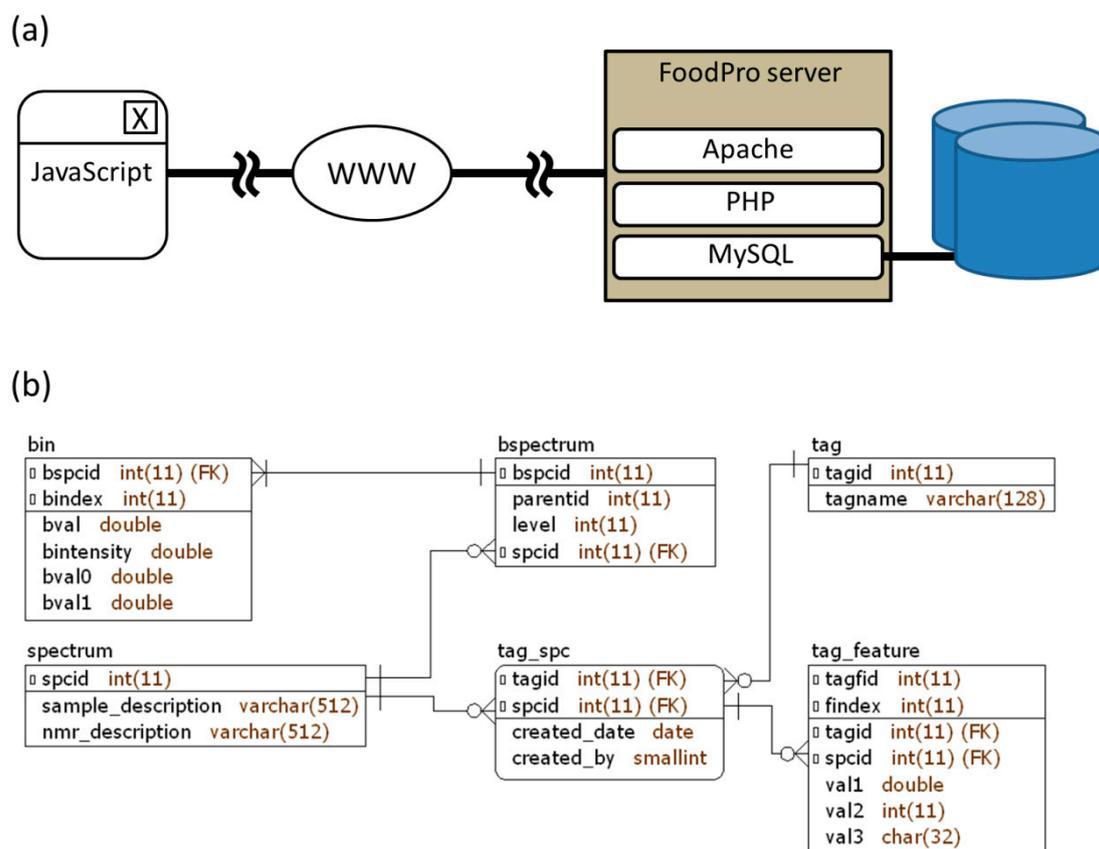 (a)
FoodPro server
X
JavaScript
WWW
Apache
PHP
MySQL
(b)
bin
bspcid int(11) (FK)
bindex int(11)
bval double
bintensity double
bval0 double
bval1 double
bspectrum
bspcid int(11)
parentid int(11)
level int(11)
spcid int(11) (FK)
tag
tagid int(11)
tagname varchar(128)
spectrum
spcid int(11)
sample_description varchar(512)
nmr_description varchar(512)
tag_spc
tagid int(11) (FK)
spcid int(11) (FK)
created_date date
created_by smallint
tag_feature
tagfid int(11)
findex int(11)
tagid int(11) (FK)
spcid int(11) (FK)
val1 double
val2 int(11)
val3 char(32)